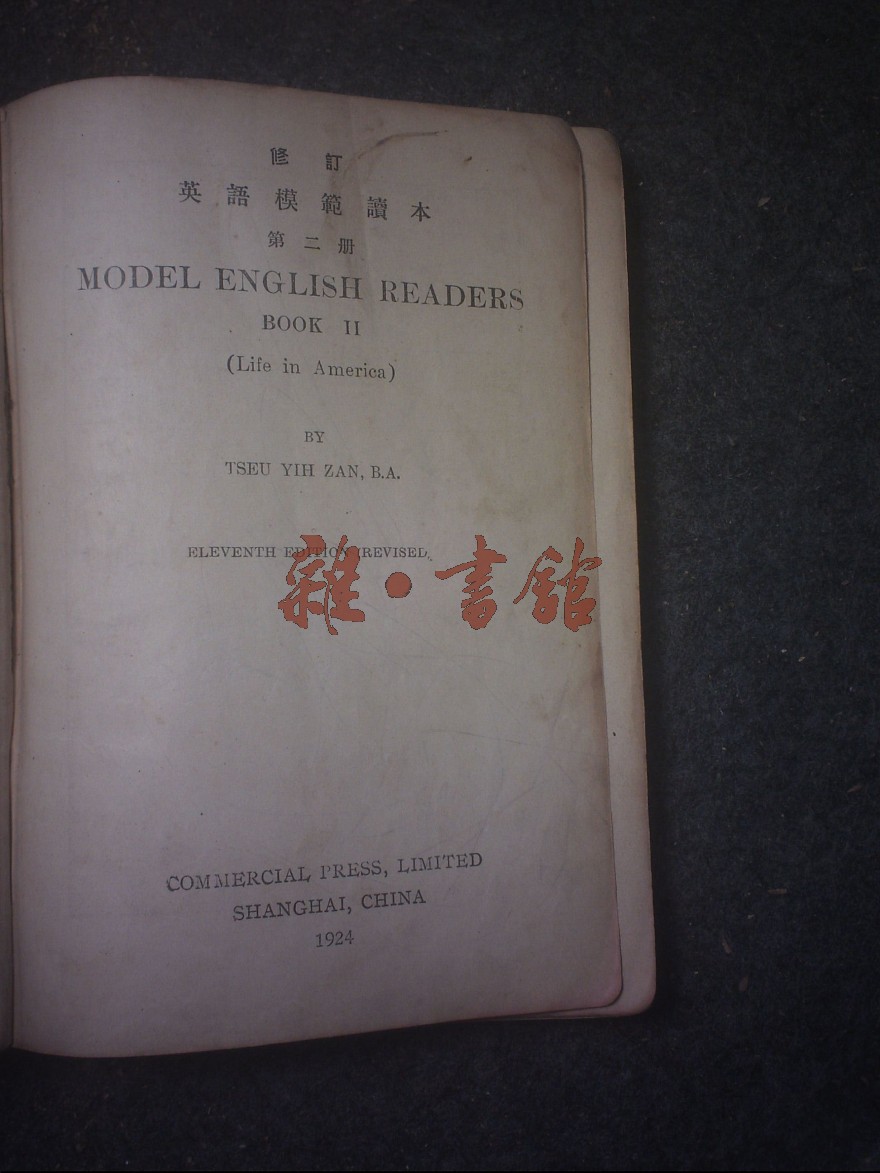 修訂
英語模範讀本
第二册
MODEL ENGLISH READERS
BOOK II
(Life in America)
BY
TSEU YIH ZAN, B.A.
ELEVENTH EDITION (REVISED)
雜·書館
COMMERCIAL PRESS, LIMITED
SHANGHAI, CHINA
1924